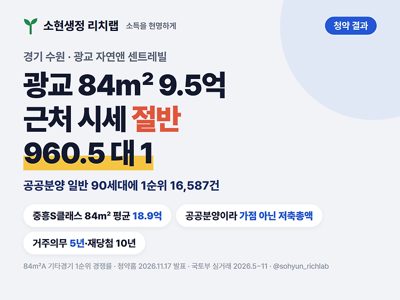 소현생정 리치랩 소득을 현명하게
청약 결과
경기 수원 · 광교 자연앤 센트레빌
광교 84m² 9.5억
근처 시세 절반
960.5 대 1
공공분양 일반 90세대에 1순위 16,587건
중흥S클래스 84m² 평균 18.9억
공공분양이라 가점 아닌 저축총액
거주의무 5년·재당첨 10년
84m²A 기타경기 1순위 경쟁률 · 청약홈 2026.11.17 발표 · 국토부 실거래 2026.5~11 · @sohyun_richlab